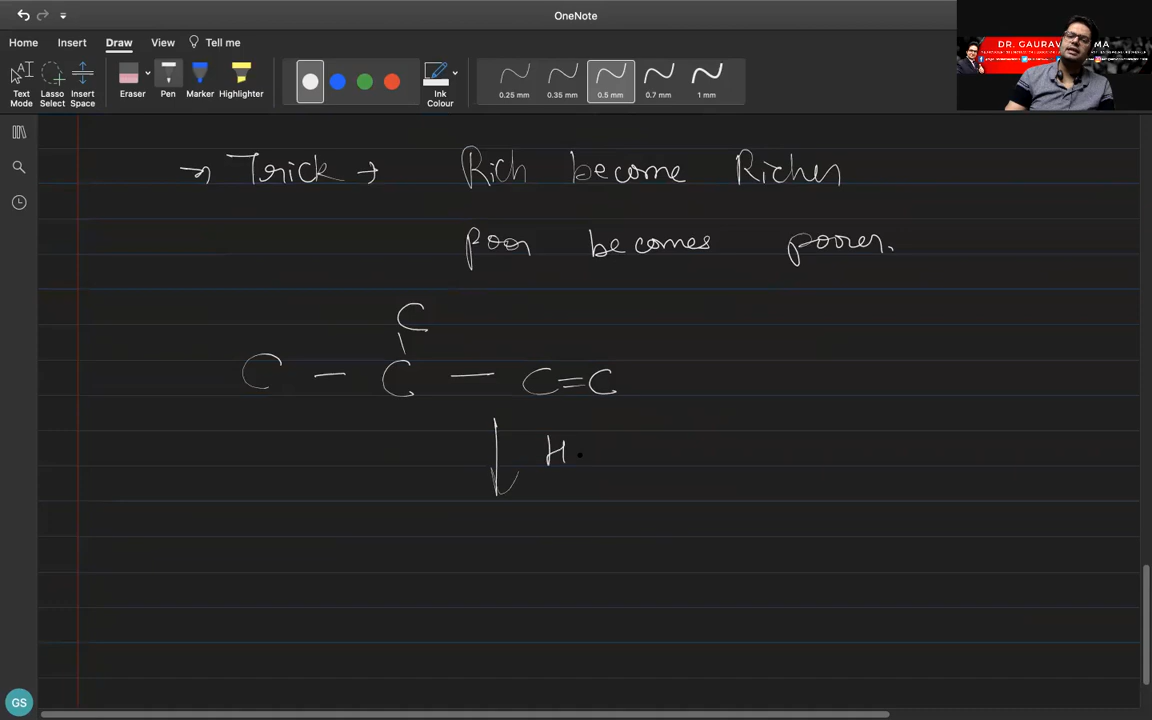 OneNote
Home Insert Draw View Tell me
DR. GAURAV
MA
Text Mode
Lasso Select
Insert Space
Eraser
Pen
Marker
Highlighter
Ink Colour
0.25 mm
0.35 mm
0.5 mm
0.7 mm
1 mm
→ Trick → Rich become Richer
poor becomes poorer.
C
C - C - C=C
H
GS